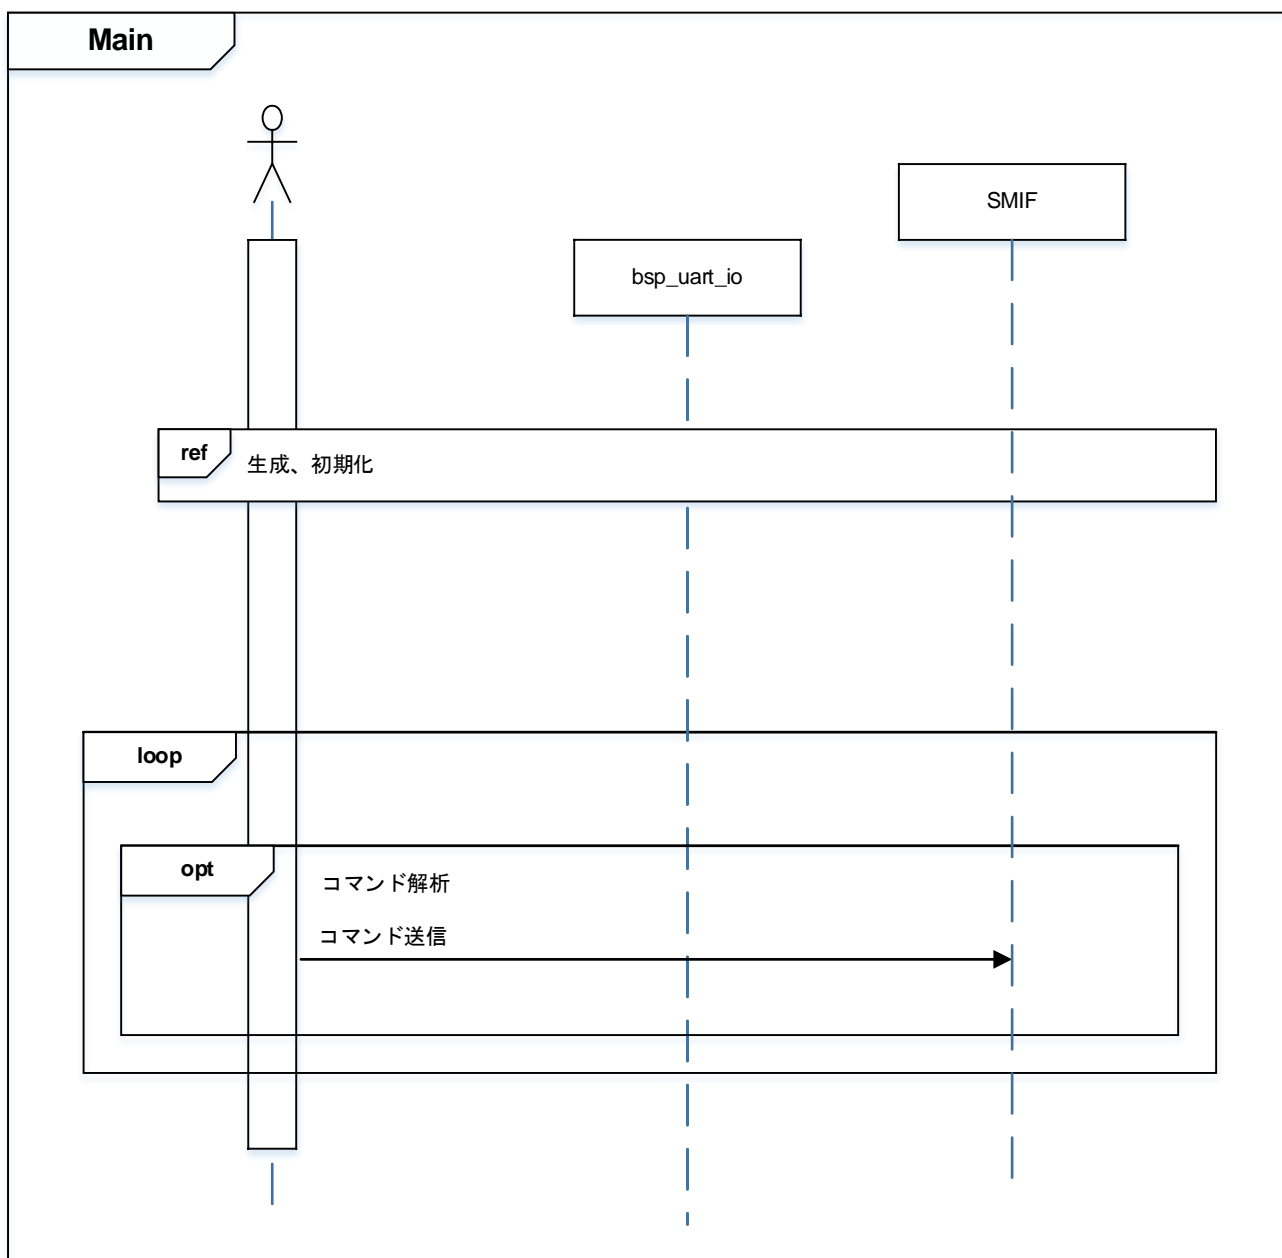 Main
SMIF
bsp_uart_io
ref
生成、初期化
loop
opt
コマンド解析
コマンド送信